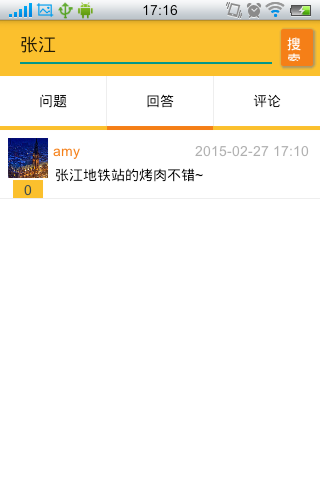 17:16
张江
搜索
问题 回答 评论
amy 2015-02-27 17:10
张江地铁站的烤肉不错~
0